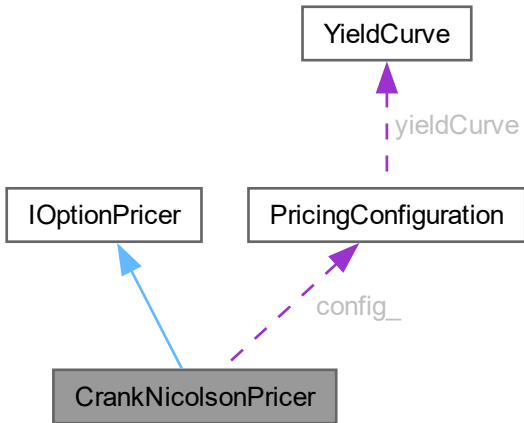 YieldCurve
yieldCurve
IOptionPricer
PricingConfiguration
config_
CrankNicolsonPricer